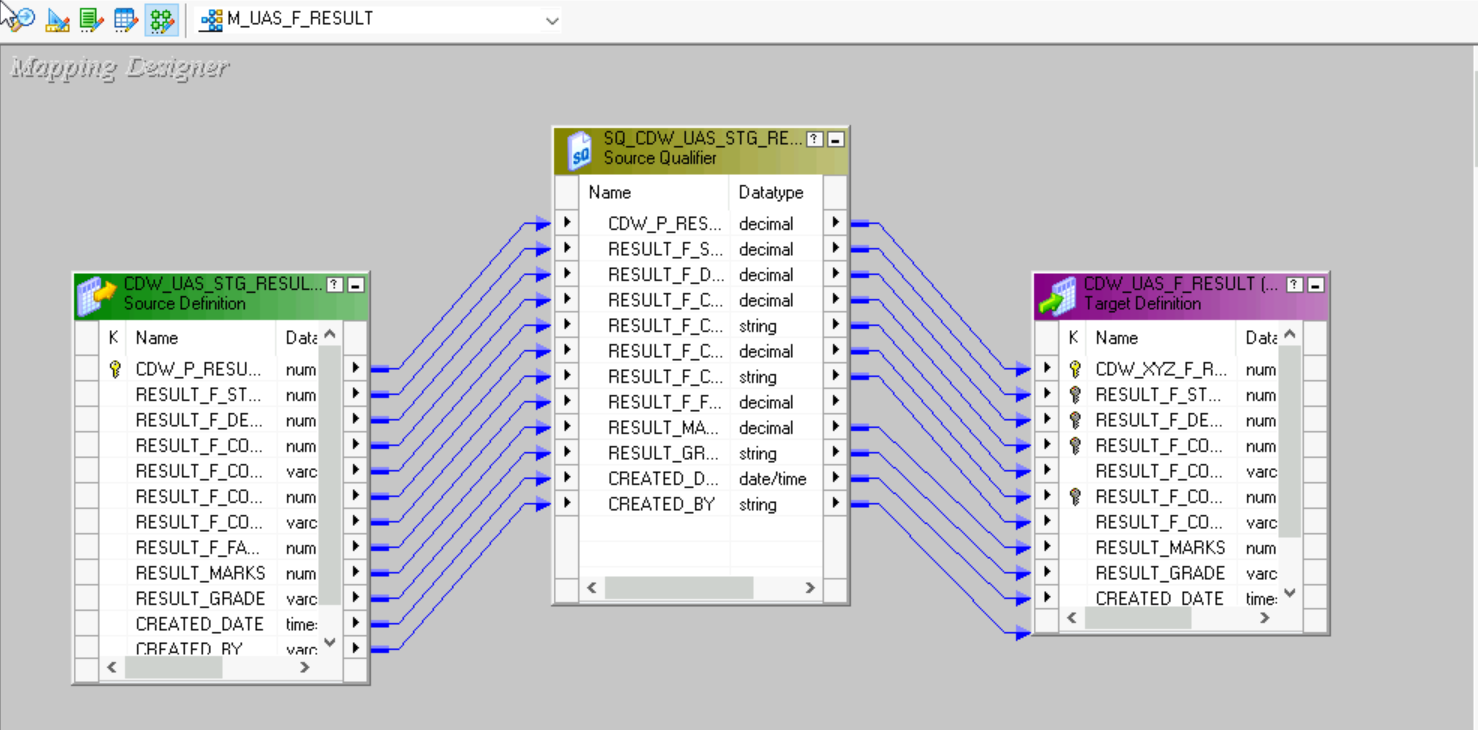 M_UAS_F_RESULT
Mapping Designer
SQ_CDW_UAS_STG_RE...
Source Qualifier
Name Datatype
CDW_P_RES... decimal
RESULT_F_S... decimal
RESULT_F_D... decimal
RESULT_F_C... decimal
RESULT_F_C... string
RESULT_F_C... decimal
RESULT_F_C... string
RESULT_F_F... decimal
RESULT_MA... decimal
RESULT_GR... string
CREATED_D... date/time
CREATED_BY string
CDW_UAS_STG_RESUL...
Source Definition
K Name Data
CDW_P_RESU... num
RESULT_F_ST... num
RESULT_F_DE... num
RESULT_F_CO... num
RESULT_F_CO... varc
RESULT_F_CO... num
RESULT_F_CO... varc
RESULT_F_FA... num
RESULT_MARKS num
RESULT_GRADE varc
CREATED_DATE time
CREATED_BY varc
CDW_UAS_F_RESULT (...
Target Definition
K Name Data
CDW_XYZ_F_R... num
RESULT_F_ST... num
RESULT_F_DE... num
RESULT_F_CO... num
RESULT_F_CO... varc
RESULT_F_CO... num
RESULT_F_CO... varc
RESULT_MARKS num
RESULT_GRADE varc
CREATED_DATE time